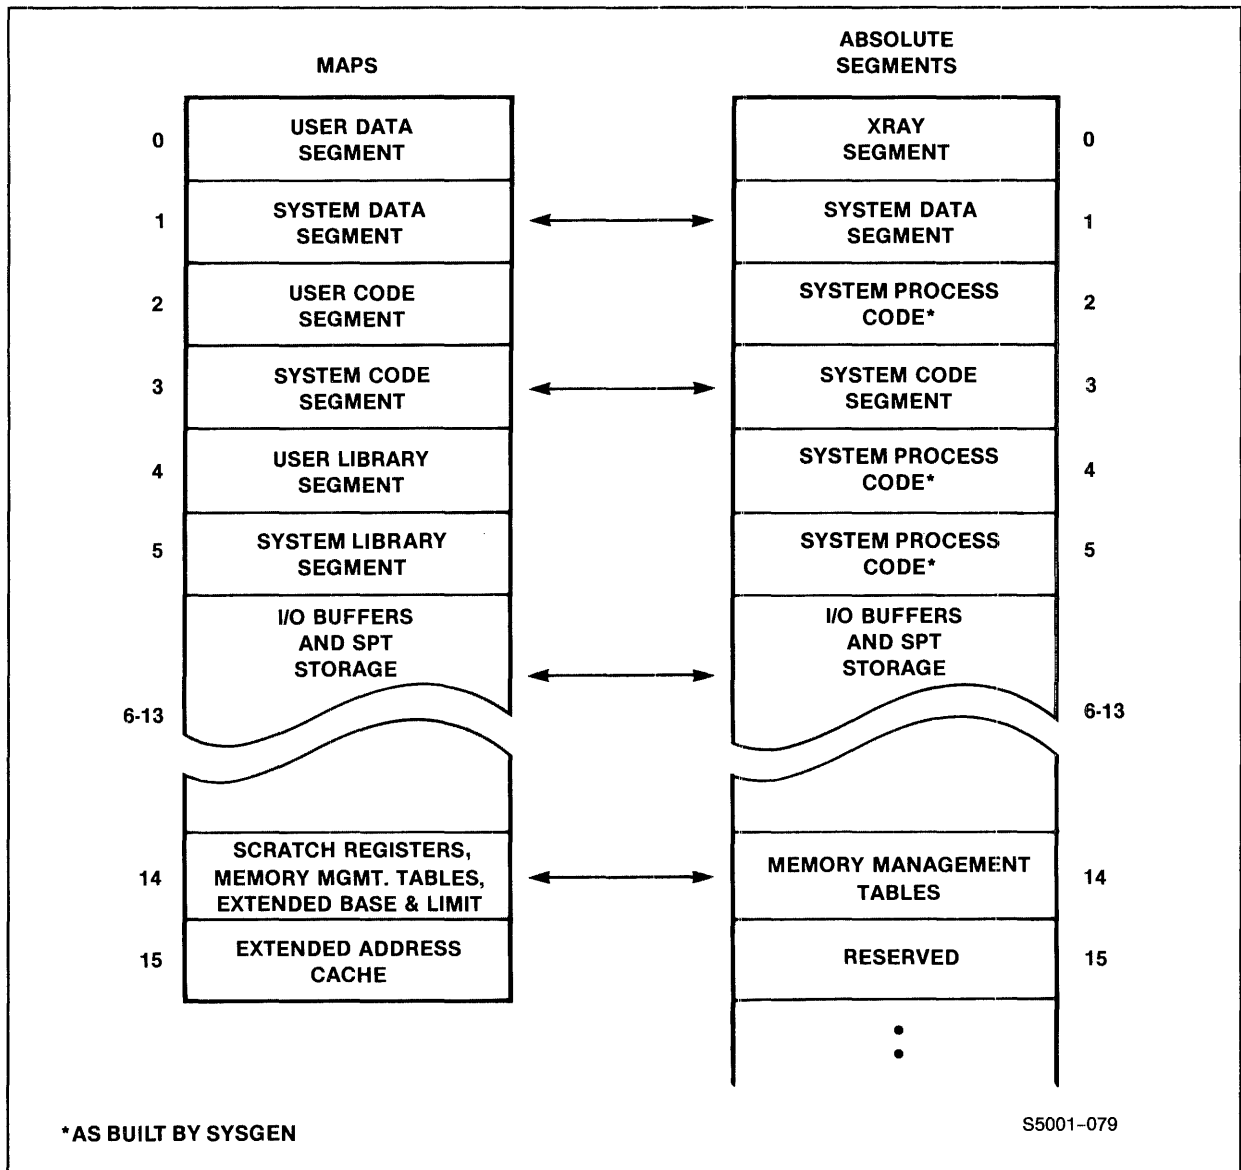 MAPS
ABSOLUTE
SEGMENTS
0
USER DATA
SEGMENT
XRAY
SEGMENT
0
1
SYSTEM DATA
SEGMENT
SYSTEM DATA
SEGMENT
1
2
USER CODE
SEGMENT
SYSTEM PROCESS
CODE*
2
3
SYSTEM CODE
SEGMENT
SYSTEM CODE
SEGMENT
3
4
USER LIBRARY
SEGMENT
SYSTEM PROCESS
CODE*
4
5
SYSTEM LIBRARY
SEGMENT
SYSTEM PROCESS
CODE*
5
6-13
I/O BUFFERS
AND SPT
STORAGE
I/O BUFFERS
AND SPT
STORAGE
6-13
14
SCRATCH REGISTERS,
MEMORY MGMT. TABLES,
EXTENDED BASE & LIMIT
MEMORY MANAGEMENT
TABLES
14
15
EXTENDED ADDRESS
CACHE
RESERVED
15
*AS BUILT BY SYSGEN
S5001-079